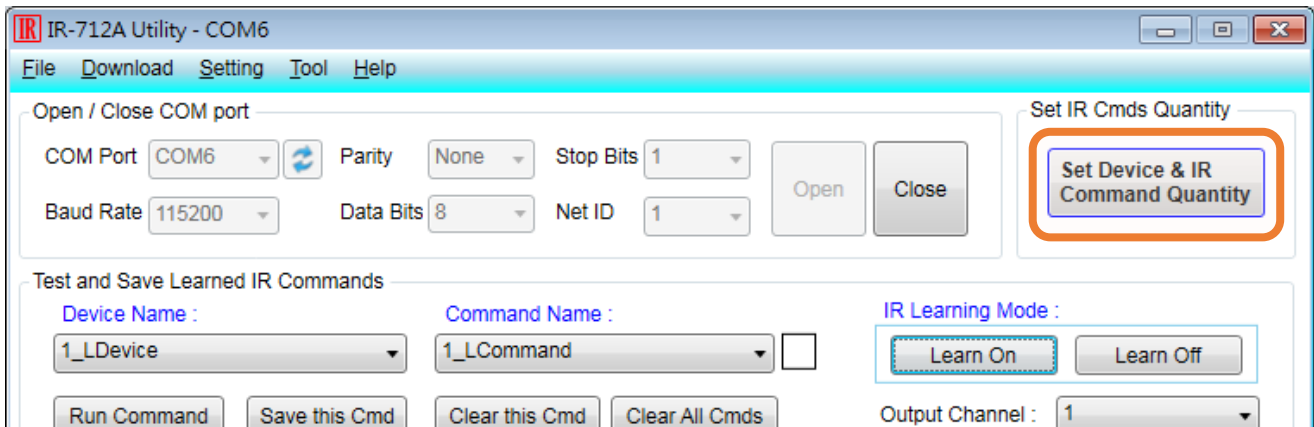 IR IR-712A Utility - COM6
File Download Setting Tool Help
Open / Close COM port
COM Port COM6 Parity None Stop Bits 1
Baud Rate 115200 Data Bits 8 Net ID 1
Open Close
Set IR Cmds Quantity
Set Device & IR
Command Quantity
Test and Save Learned IR Commands
Device Name : Command Name : IR Learning Mode :
1_LDevice 1_LCommand Learn On Learn Off
Run Command Save this Cmd Clear this Cmd Clear All Cmds Output Channel : 1